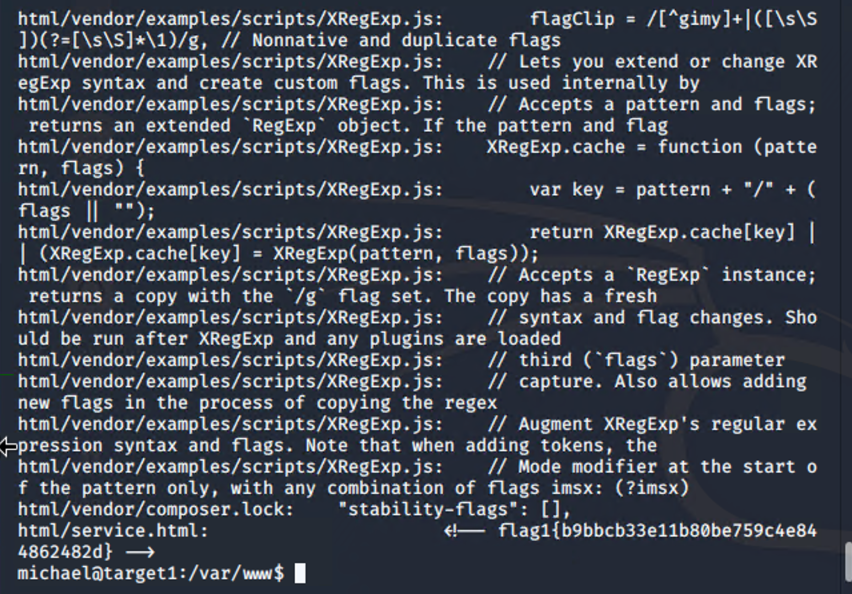 html/vendor/examples/scripts/XRegExp.js:        flagClip = /[^gimy]+|([\s\S
])(?=[\s\S]*\1)/g, // Nonnative and duplicate flags
html/vendor/examples/scripts/XRegExp.js:    // Lets you extend or change XR
egExp syntax and create custom flags. This is used internally by
html/vendor/examples/scripts/XRegExp.js:    // Accepts a pattern and flags;
 returns an extended `RegExp` object. If the pattern and flag
html/vendor/examples/scripts/XRegExp.js:    XRegExp.cache = function (patte
rn, flags) {
html/vendor/examples/scripts/XRegExp.js:        var key = pattern + "/" + (
flags || "");
html/vendor/examples/scripts/XRegExp.js:        return XRegExp.cache[key] |
| (XRegExp.cache[key] = XRegExp(pattern, flags));
html/vendor/examples/scripts/XRegExp.js:    // Accepts a `RegExp` instance;
 returns a copy with the `/g` flag set. The copy has a fresh
html/vendor/examples/scripts/XRegExp.js:    // syntax and flag changes. Sho
uld be run after XRegExp and any plugins are loaded
html/vendor/examples/scripts/XRegExp.js:    // third (`flags`) parameter
html/vendor/examples/scripts/XRegExp.js:    // capture. Also allows adding 
new flags in the process of copying the regex
html/vendor/examples/scripts/XRegExp.js:    // Augment XRegExp's regular ex
pression syntax and flags. Note that when adding tokens, the
html/vendor/examples/scripts/XRegExp.js:    // Mode modifier at the start o
f the pattern only, with any combination of flags imsx: (?imsx)
html/vendor/composer.lock:    "stability-flags": [],
html/service.html:                      <!-- flag1{b9bbcb33e11b80be759c4e84
4862482d} -->
michael@target1:/var/www$